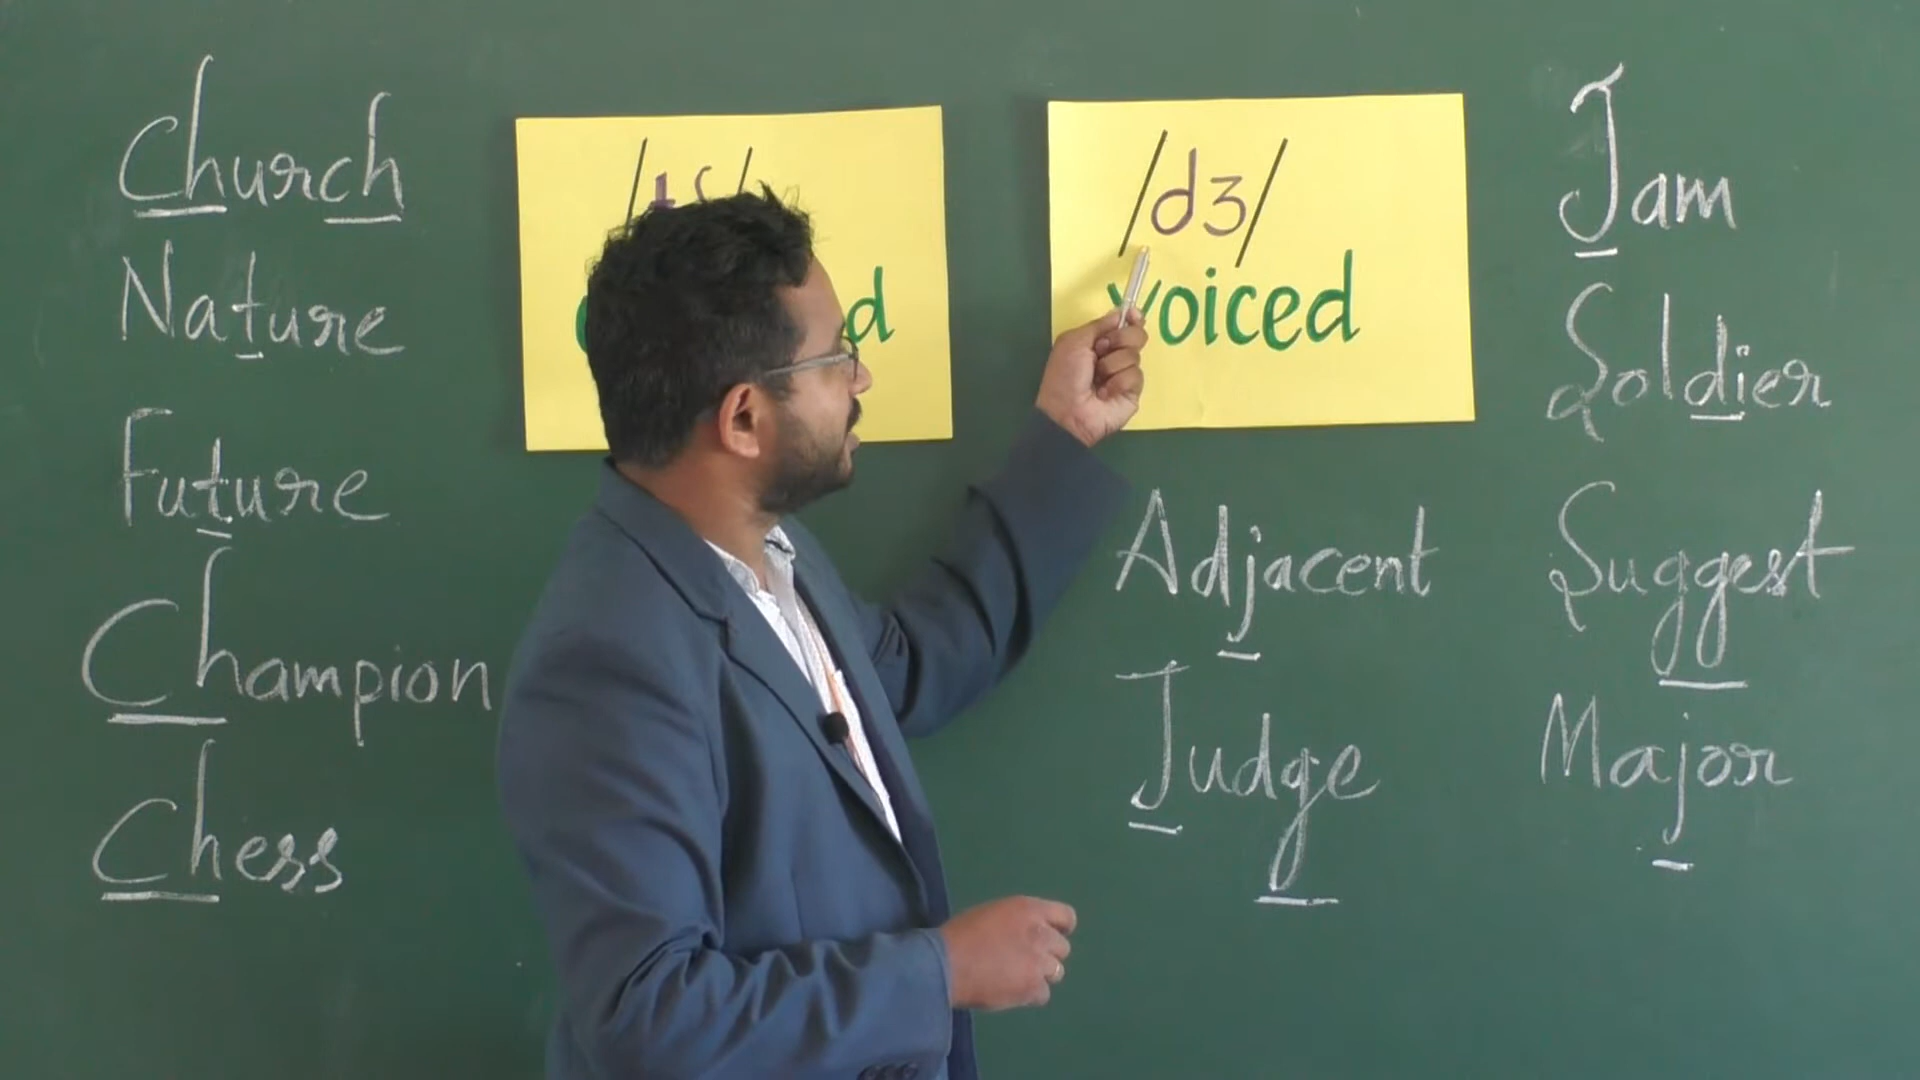 Church
Nature
Future
Champion
Chess
/dʒ/
voiced
Adjacent
Judge
Jam
Soldier
Suggest
Major